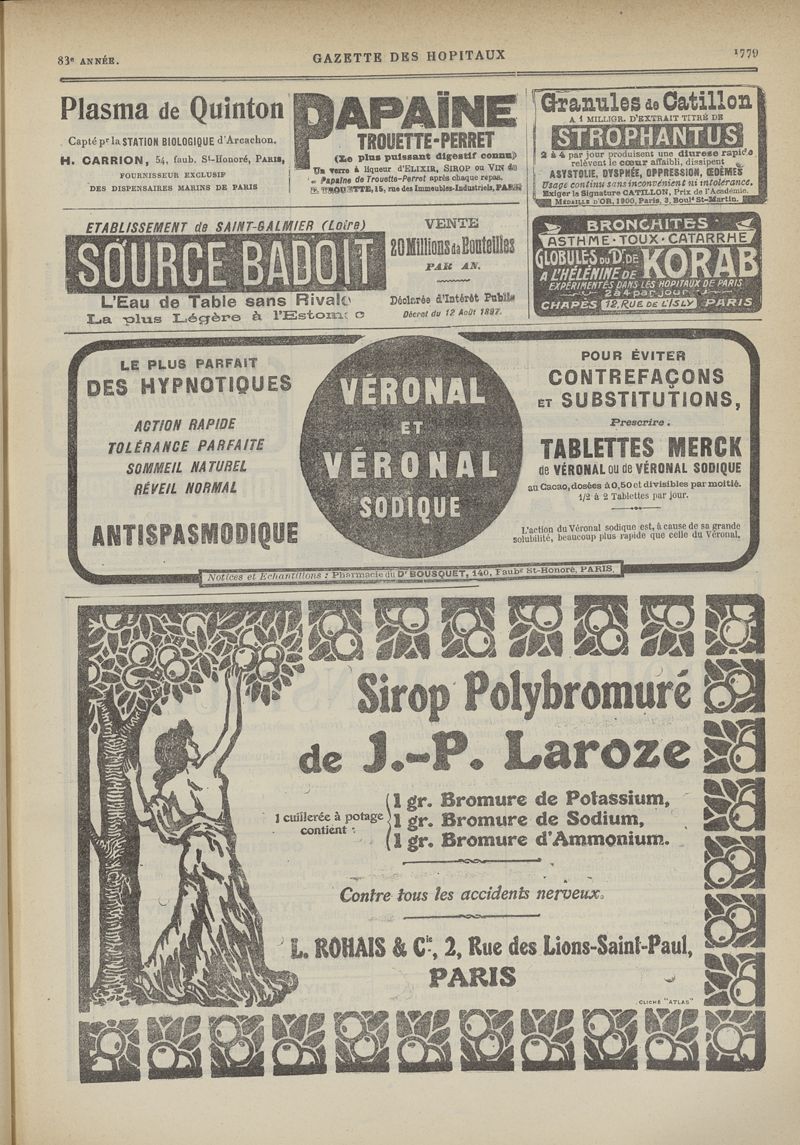 83e ANNÉE.
GAZETTE DES HOPITAUX
1779
Plasma de Quinton
Capté pr la STATION BIOLOGIQUE d'Arcachon.
H. CARRION, 54, faub. St-Honoré, PARIS,
FOURNISSEUR EXCLUSIF
DES DISPENSAIRES MARINS DE PARIS
PAPAÏNE
TROUETTE-PERRET
(Le plus puissant digestif connu)
Un verre à liqueur d'ELIXIR, SIROP ou VIN de
Papaïne de Trouette-Perret après chaque repas.
E. TROUETTE, 15, rue des Immeubles-Industriels, PARIS
Granules de Catillon
A 1 MILLIGR. D'EXTRAIT TITRÉ DE
STROPHANTUS
2 à 4 par jour produisent une diurese rapide
relèvent le cœur affaibli, dissipent
ASYSTOLIE, DYSPNÉE, OPPRESSION, ŒDÈMES
Usage continu sans inconvénient ni intolérance.
Exiger la Signature CATILLON, Prix de l'Académie.
MÉDAILLE D'OR, 1900, Paris, 3, Boulᵈ St-Martin.
ETABLISSEMENT de SAINT-GALMIER (Loire)
SOURCE BADOIT
L'Eau de Table sans Rivale
La plus Légère à l'Estomac
VENTE
20 Millions de Bouteilles
PAR AN.
Déclarée d'Intérêt Public
Décret du 12 Août 1897.
BRONCHITES
ASTHME · TOUX · CATARRHE
GLOBULES DU Dr. DE KORAB
A L'HÉLÉNINE DE
EXPÉRIMENTÉS DANS LES HOPITAUX DE PARIS
2 à 4 par jour
CHAPÈS 12, RUE DE L'ISLY PARIS
LE PLUS PARFAIT
DES HYPNOTIQUES
ACTION RAPIDE
TOLÉRANCE PARFAITE
SOMMEIL NATUREL
RÉVEIL NORMAL
ANTISPASMODIQUE
VÉRONAL
ET
VÉRONAL
SODIQUE
POUR ÉVITER
CONTREFAÇONS
ET SUBSTITUTIONS,
Prescrire :
TABLETTES MERCK
de VÉRONAL ou de VÉRONAL SODIQUE
au Cacao, dosées à 0,50 et divisibles par moitié.
1/2 à 2 Tablettes par jour.
L'action du Véronal sodique est, à cause de sa grande
solubilité, beaucoup plus rapide que celle du Véronal.
Notices et Echantillons : Pharmacie du Dr BOUSQUET, 140, Faubg St-Honoré, PARIS.
Sirop Polybromuré
de J.-P. Laroze
1 cuillerée à potage
contient :
1 gr. Bromure de Potassium,
1 gr. Bromure de Sodium,
1 gr. Bromure d'Ammonium.
Contre tous les accidents nerveux.
L. ROHAIS & Cie, 2, Rue des Lions-Saint-Paul,
PARIS
CLICHÉ "ATLAS"